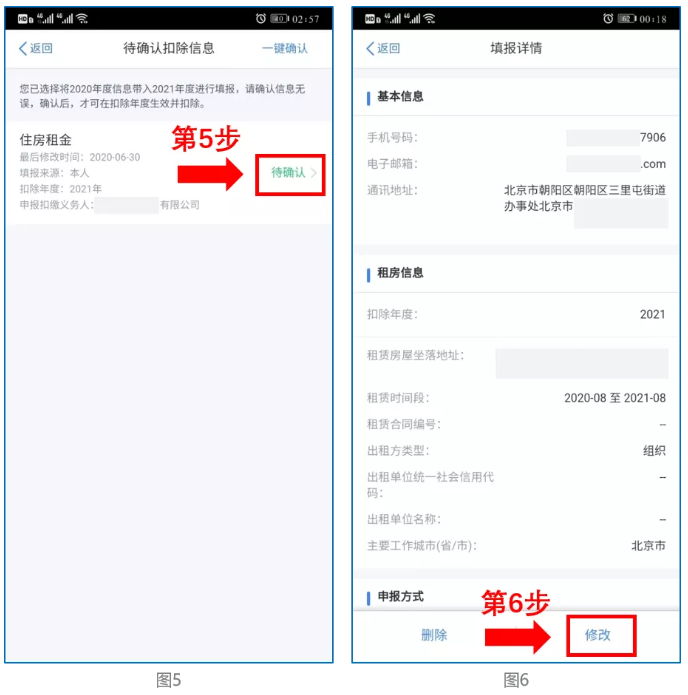 HD 46 46 02:57
返回
待确认扣除信息
一键确认
您已选择将2020年度信息带入2021年度进行填报，请确认信息无
误，确认后，才可在扣除年度生效并扣除。
住房租金
最后修改时间：2020-06-30
填报来源：本人
扣除年度：2021年
申报扣缴义务人：
有限公司
第5步
待确认
图5
HD 46 46 62 00:18
返回
填报详情
基本信息
手机号码：
7906
电子邮箱：
.com
通讯地址：
北京市朝阳区朝阳区三里屯街道
办事处北京市
租房信息
扣除年度：
2021
租赁房屋坐落地址：
租赁时间段：
2020-08 至 2021-08
租赁合同编号：
--
出租方类型：
组织
出租单位统一社会信用代
码：
--
出租单位名称：
--
主要工作城市(省/市)：
北京市
申报方式
第6步
删除
修改
图6